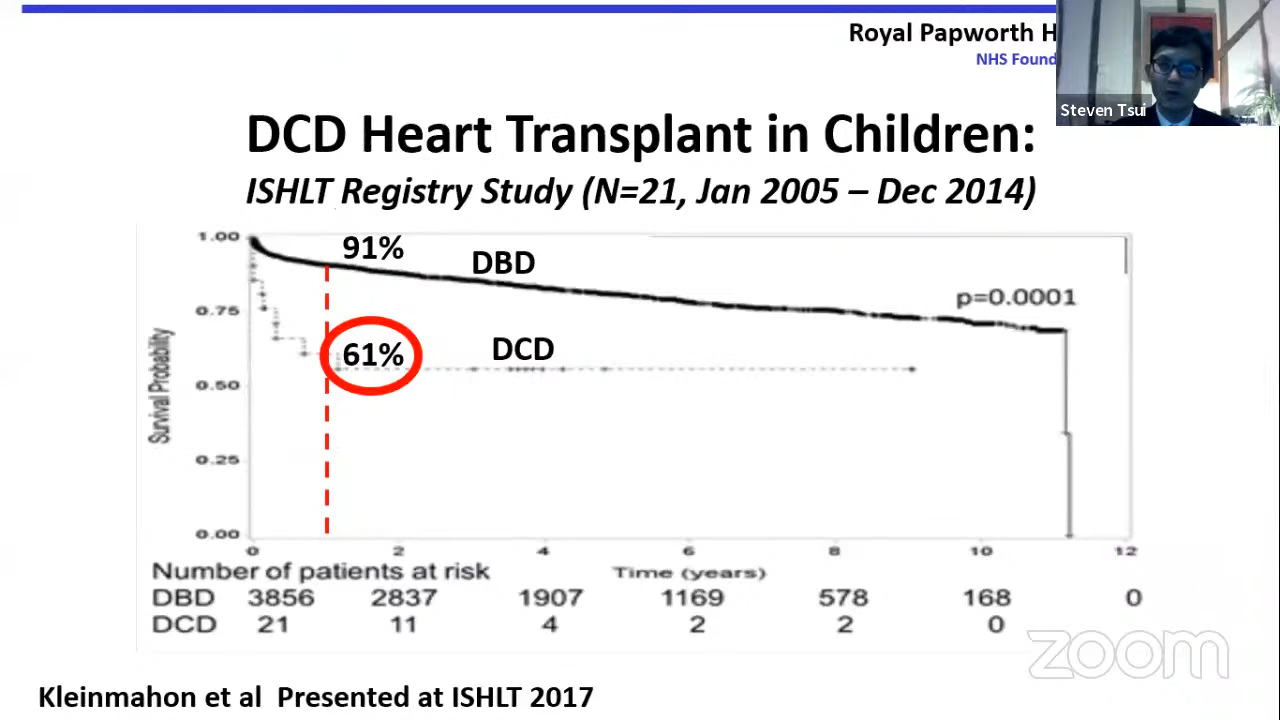 Royal Papworth H
NHS Found
Steven Tsui
DCD Heart Transplant in Children:
ISHLT Registry Study (N=21, Jan 2005 – Dec 2014)
1.00
91%
DBD
p=0.0001
0.75
61%
DCD
0.50
Survival Probability
0.25
0.00
0 2 4 6 8 10 12
Number of patients at risk
Time (years)
DBD 3856 2837 1907 1169 578 168 0
DCD 21 11 4 2 2 0
zoom
Kleinmahon et al Presented at ISHLT 2017